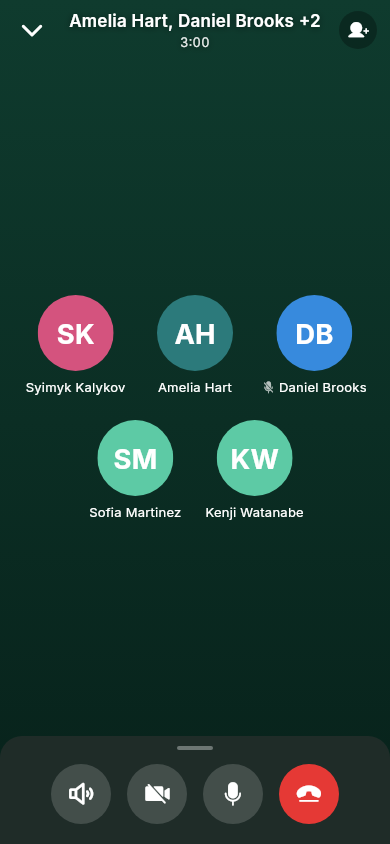 Amelia Hart, Daniel Brooks +2
3:00
SK
AH
DB
Syimyk Kalykov
Amelia Hart
Daniel Brooks
SM
KW
Sofia Martinez
Kenji Watanabe